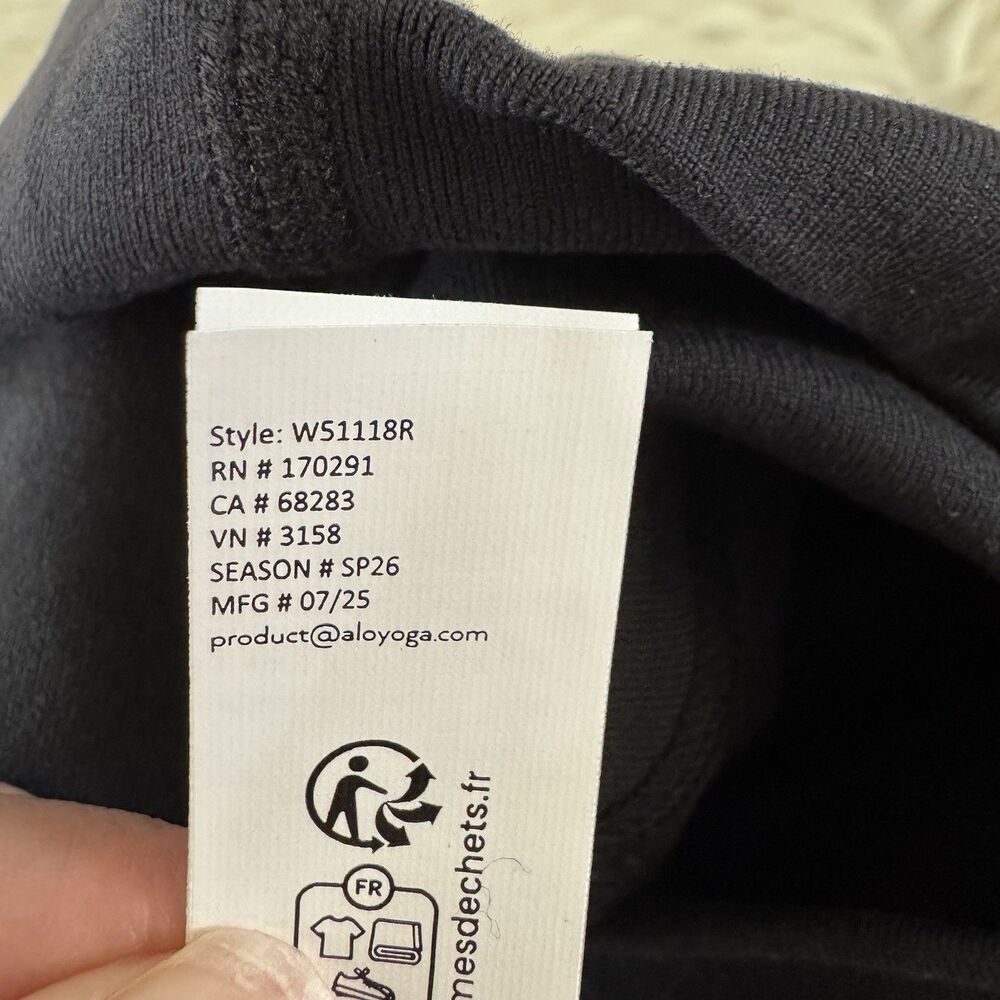 Style: W51118R
RN # 170291
CA # 68283
VN # 3158
SEASON # SP26
MFG # 07/25
product@aloyoga.com
FR
mesdechets.fr